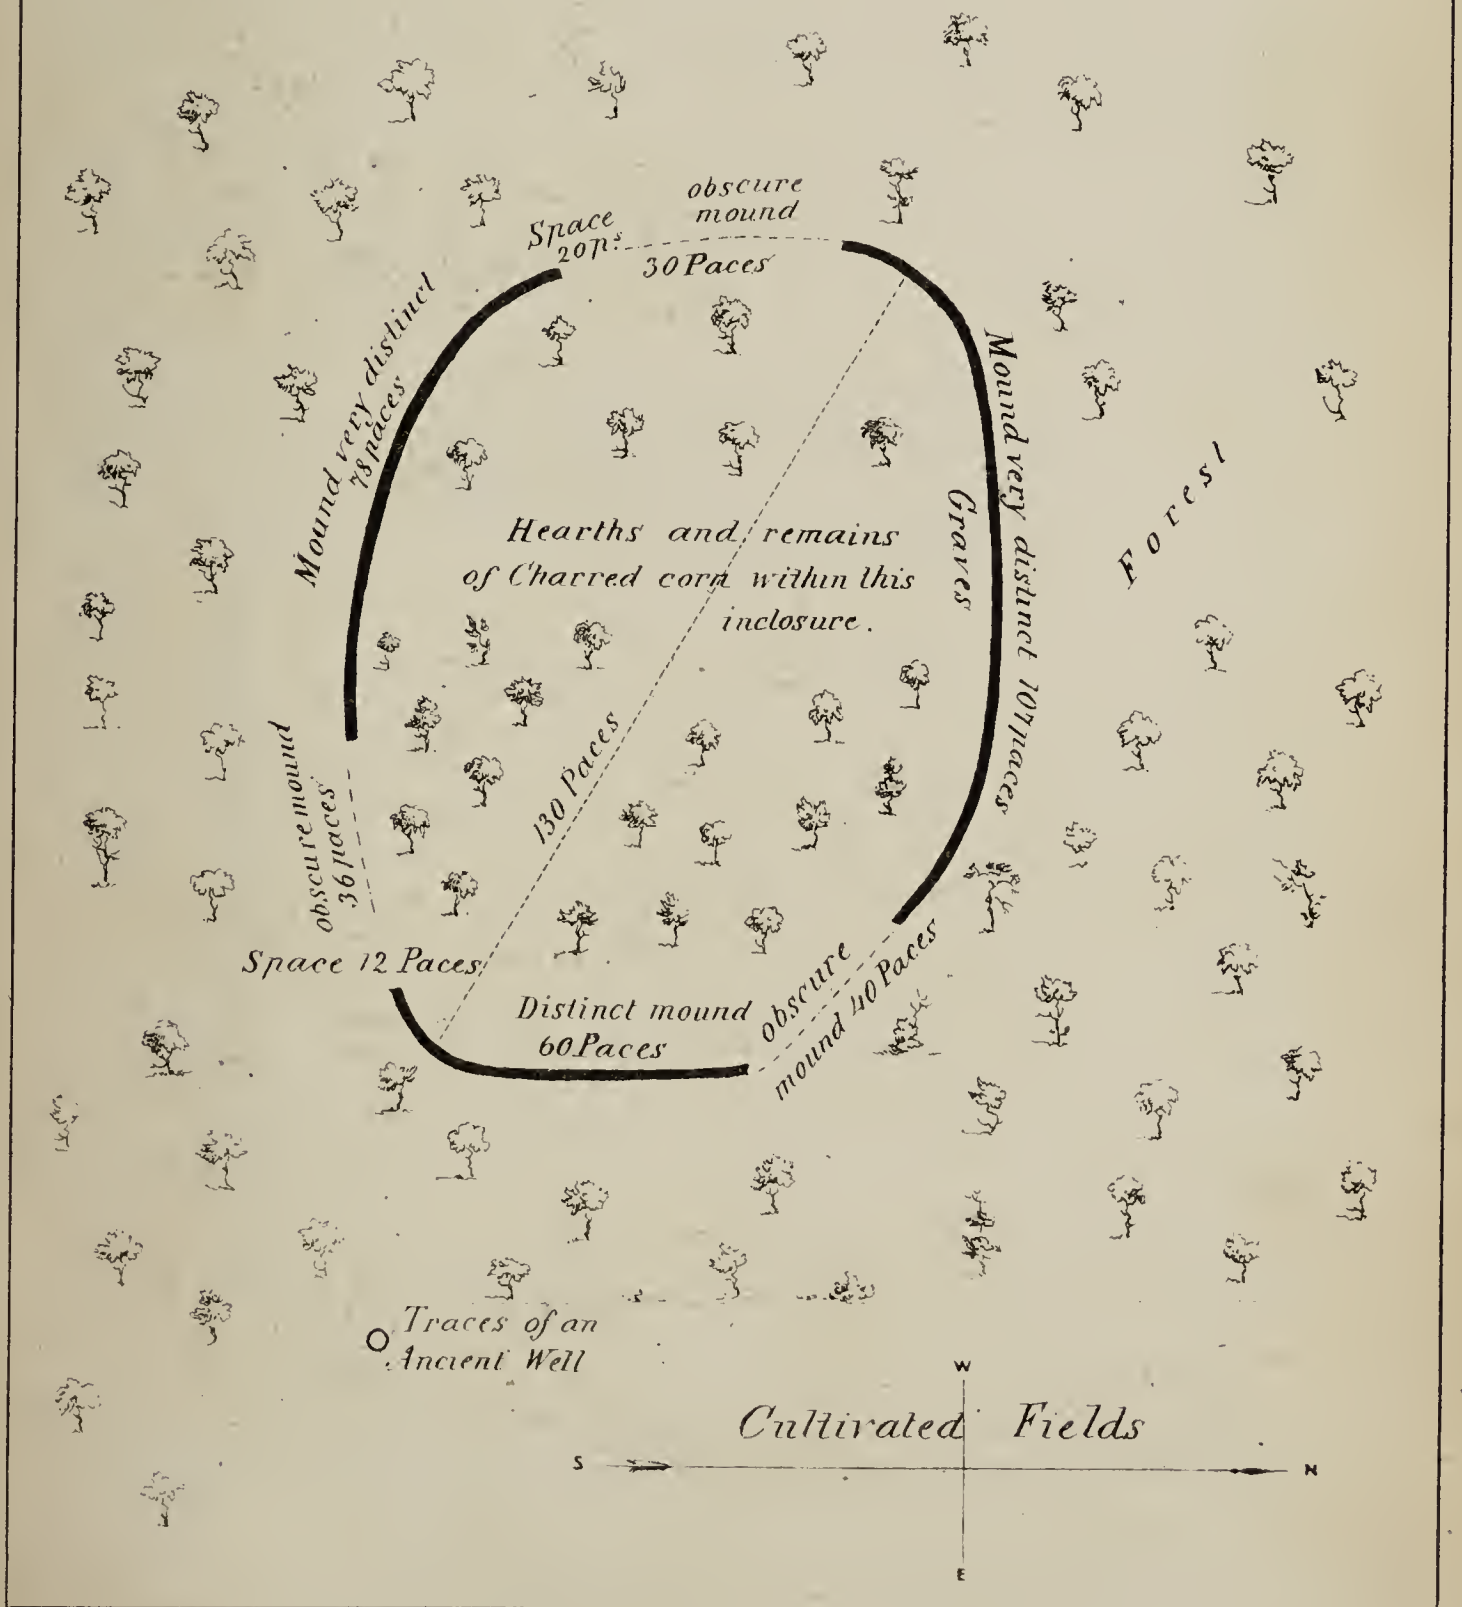 obscure
mound
Space
20 ps.
30 Paces
Mound very distinct
78 paces
Mound very distinct 107 paces
Graves
Forest
Hearths and remains
of Charred corn within this
inclosure.
130 Paces
obscure mound
36 paces
Space 12 Paces
Distinct mound
60 Paces
obscure
mound 40 Paces
Traces of an
Ancient Well
W
Cultivated Fields
S
N
E